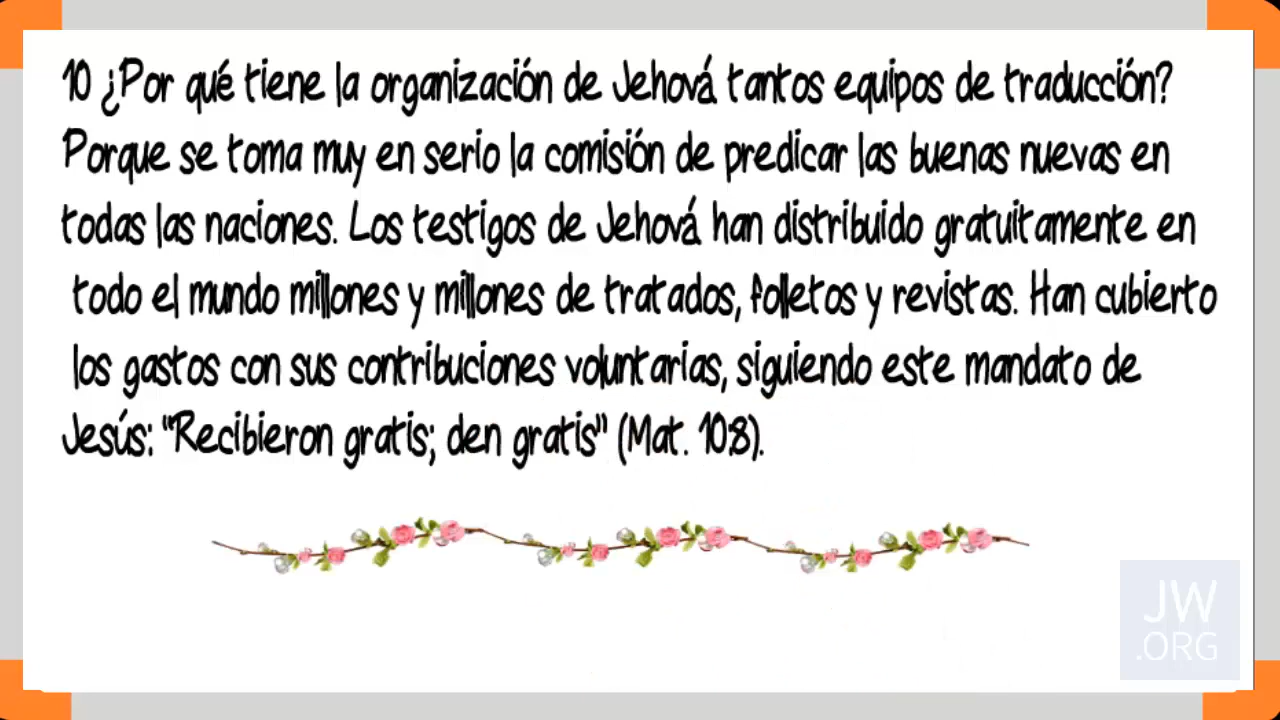 10 ¿Por qué tiene la organización de Jehová tantos equipos de traducción?
Porque se toma muy en serio la comisión de predicar las buenas nuevas en
todas las naciones. Los testigos de Jehová han distribuido gratuitamente en
todo el mundo millones y millones de tratados, folletos y revistas. Han cubierto
los gastos con sus contribuciones voluntarias, siguiendo este mandato de
Jesús: “Recibieron gratis; den gratis” (Mat. 10:8).
JW
.ORG